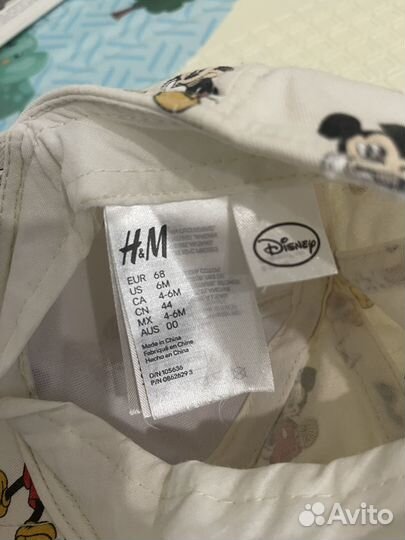 H&M
EUR 68
US 6M
CA 4-6M
CN 44
MX 4-6M
AUS 00
Made in China
Fabriqué en Chine
Hecho en China
O/N 105636
P/N 0862829 3
Disney
Avito